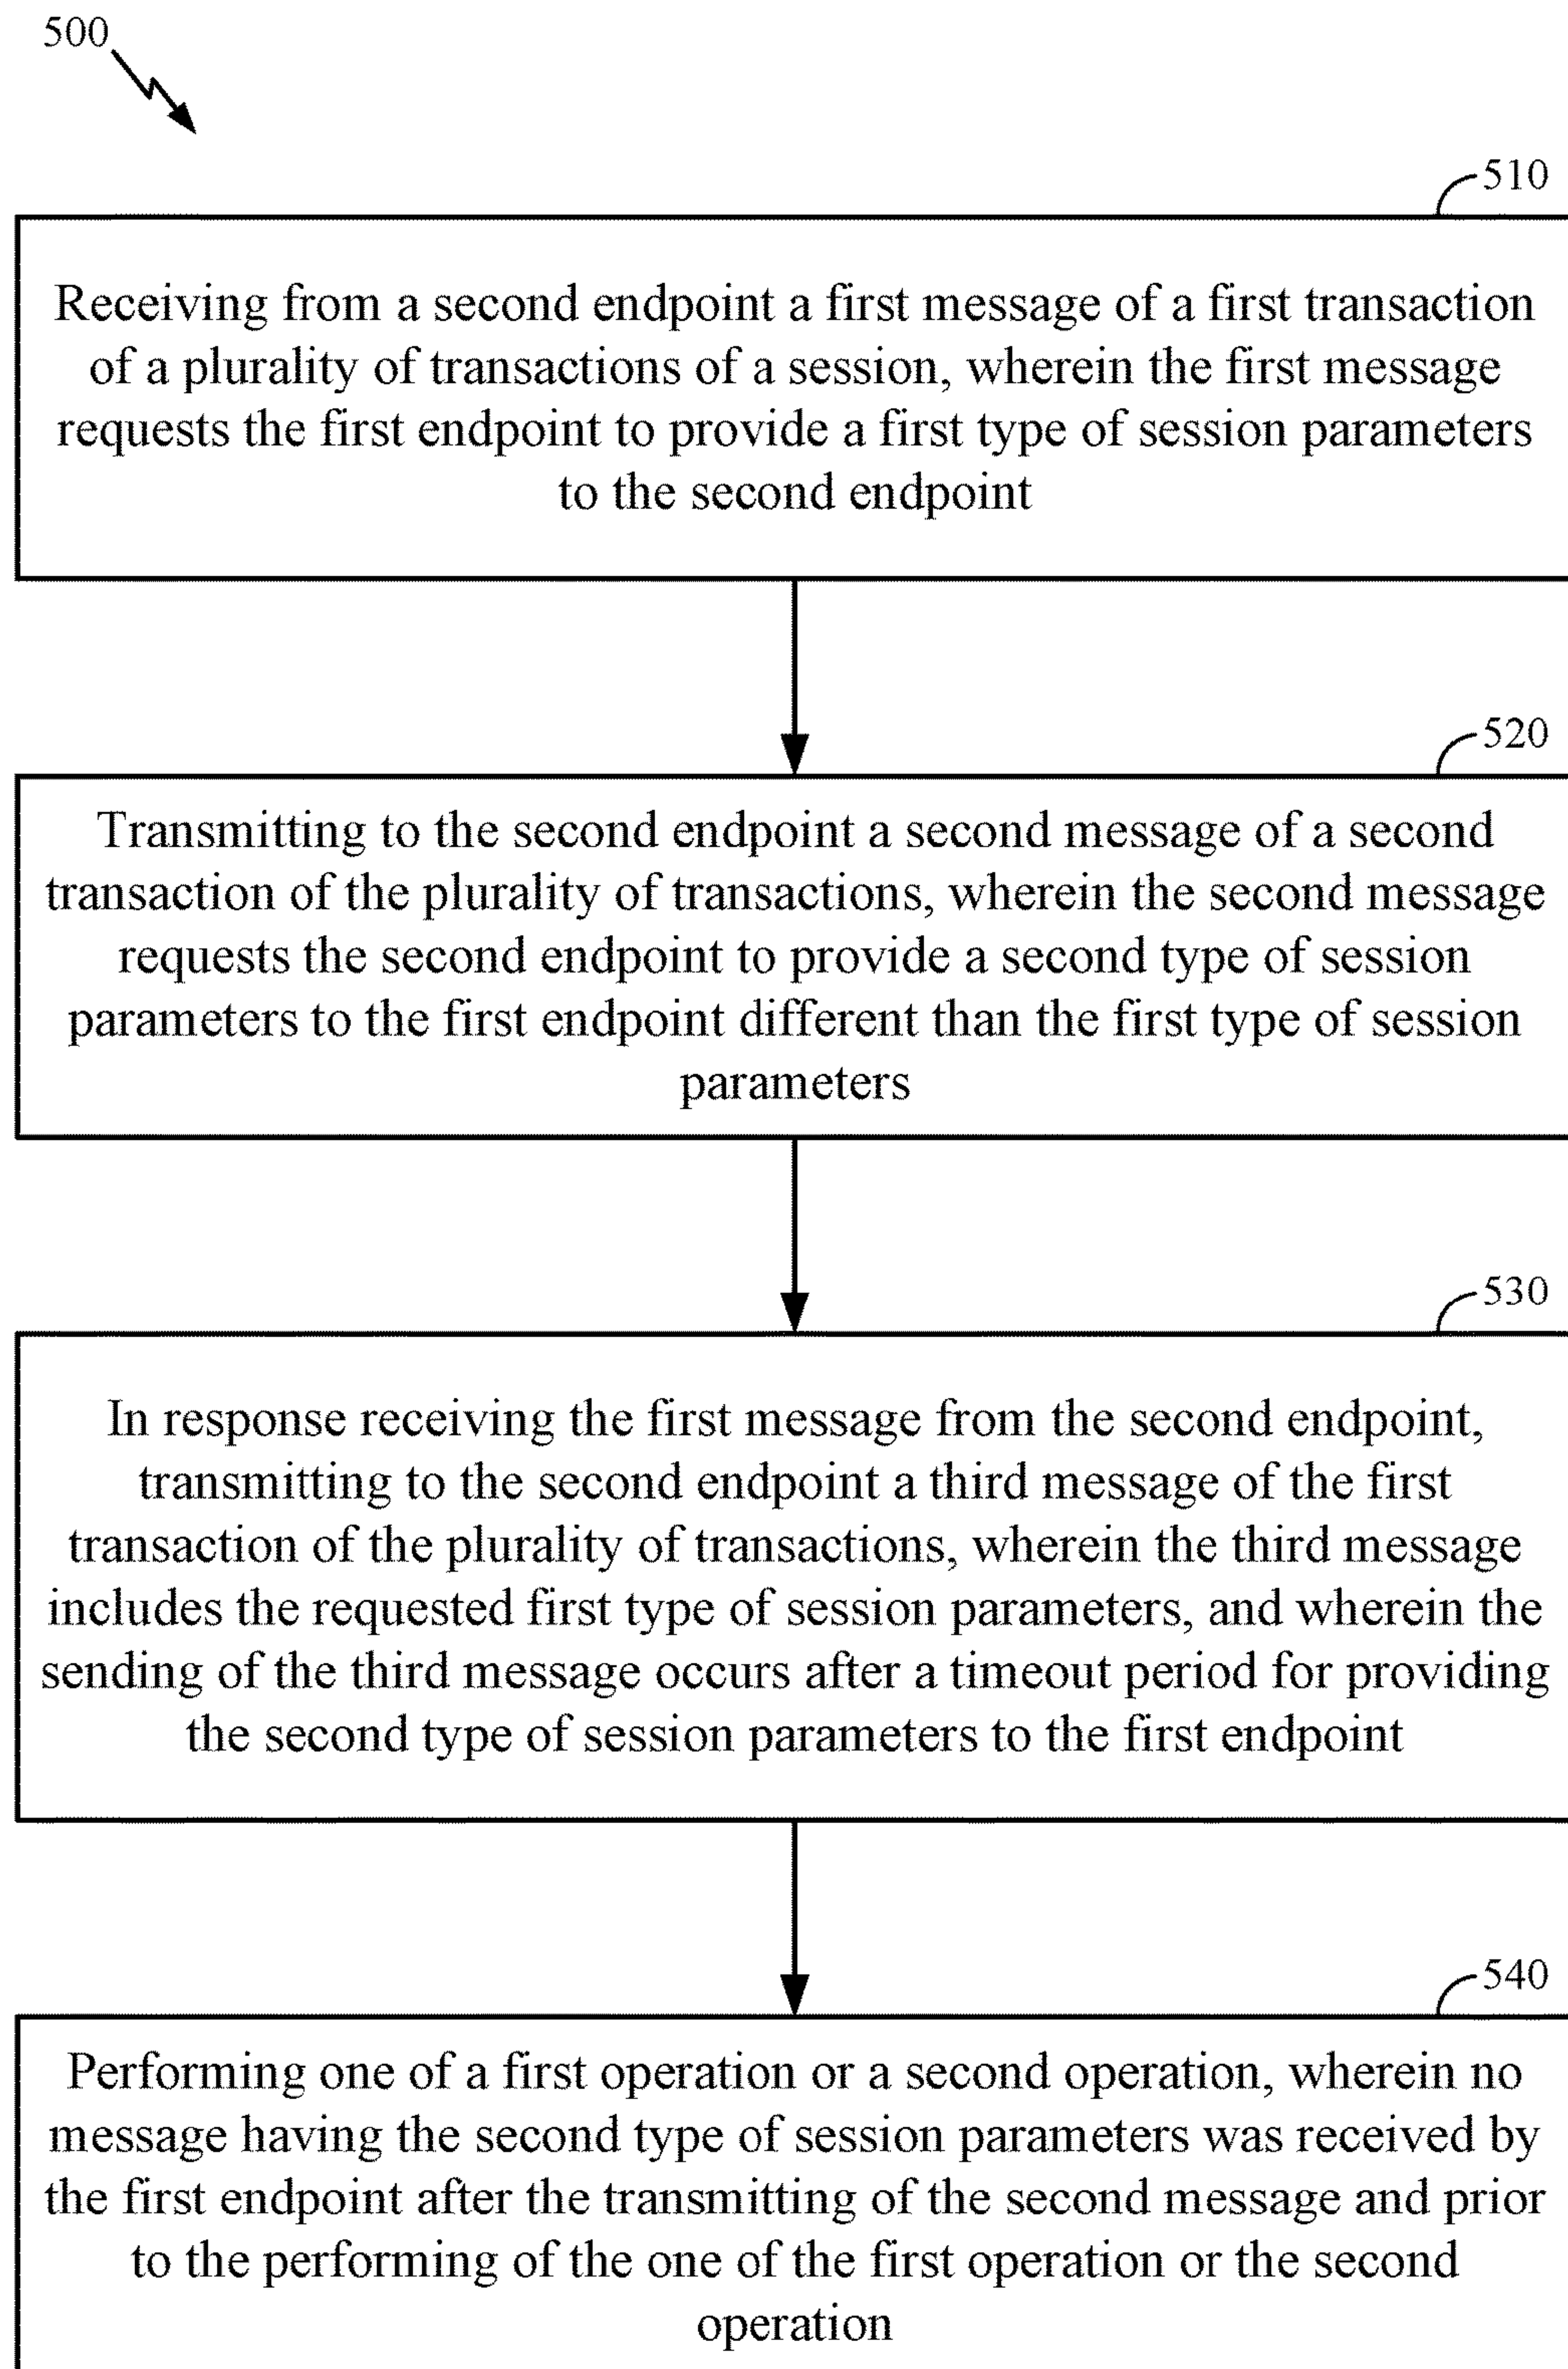 500
510
Receiving from a second endpoint a first message of a first transaction
of a plurality of transactions of a session, wherein the first message
requests the first endpoint to provide a first type of session parameters
to the second endpoint
520
Transmitting to the second endpoint a second message of a second
transaction of the plurality of transactions, wherein the second message
requests the second endpoint to provide a second type of session
parameters to the first endpoint different than the first type of session
parameters
530
In response receiving the first message from the second endpoint,
transmitting to the second endpoint a third message of the first
transaction of the plurality of transactions, wherein the third message
includes the requested first type of session parameters, and wherein the
sending of the third message occurs after a timeout period for providing
the second type of session parameters to the first endpoint
540
Performing one of a first operation or a second operation, wherein no
message having the second type of session parameters was received by
the first endpoint after the transmitting of the second message and prior
to the performing of the one of the first operation or the second
operation